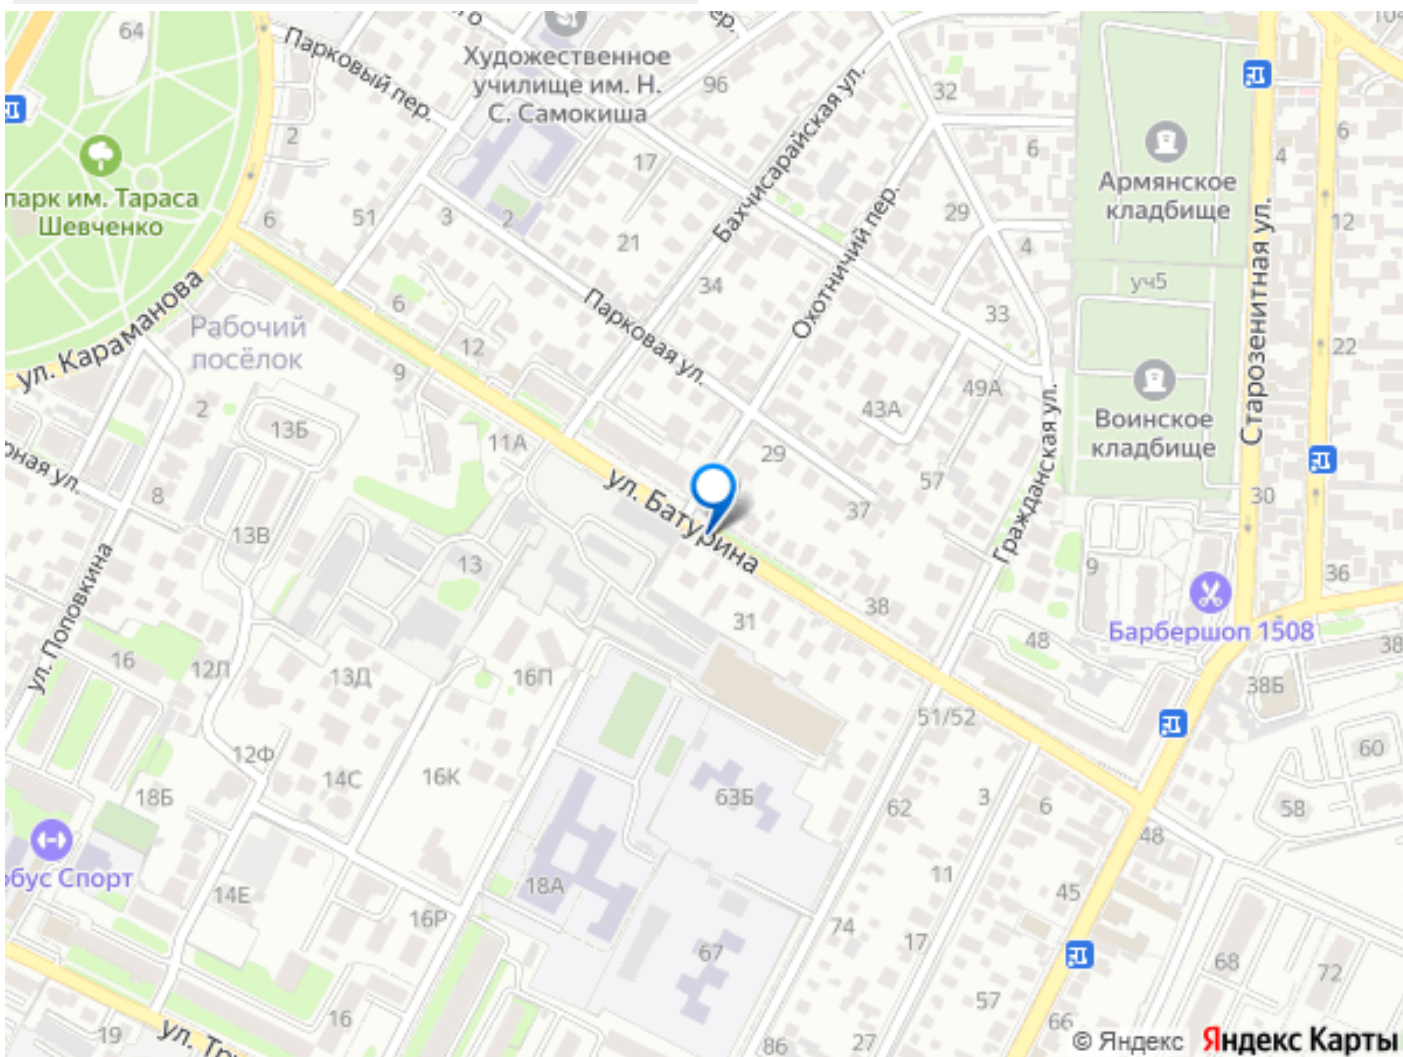 64
Парковый пер.
Художественное
училище им. Н.
С. Самокиша
96
Бахчисарайская ул.
32
6
Армянское
кладбище
4
6
2
17
парк им. Тараса
Шевченко
6
51
3
2
21
Охотничий пер.
29
4
12
уч5
Старозенитная ул.
34
6
33
ул. Караманова
Рабочий
посёлок
12
Парковая ул.
22
9
49А
2
43А
Воинское
кладбище
13Б
11А
29
57
Гражданская ул.
8
ул. Батурина
37
30
13В
13
9
36
ул. Поповкина
31
38
Барбершоп 1508
48
38
16
12Л
13Д
16П
38Б
51/52
12Ф
14С
16К
60
18Б
63Б
62
3
6
58
48
14Е
18А
11
45
16Р
74
67
17
68
72
57
16
19
86
27
66
© Яндекс
Яндекс Карты